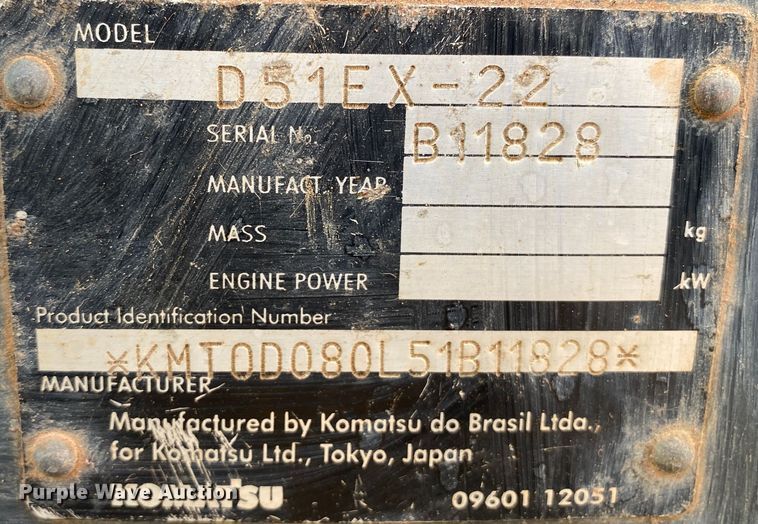 MODEL
D51EX-22
SERIAL N.
B11828
MANUFACT. YEAR
MASS
kg
ENGINE POWER
kW
Product Identification Number
*KMT0D080L51B11828*
MANUFACTURER
Manufactured by Komatsu do Brasil Ltda.,
for Komatsu Ltd., Tokyo, Japan
KOMATSU
09601 12051
Purple Wave Auction